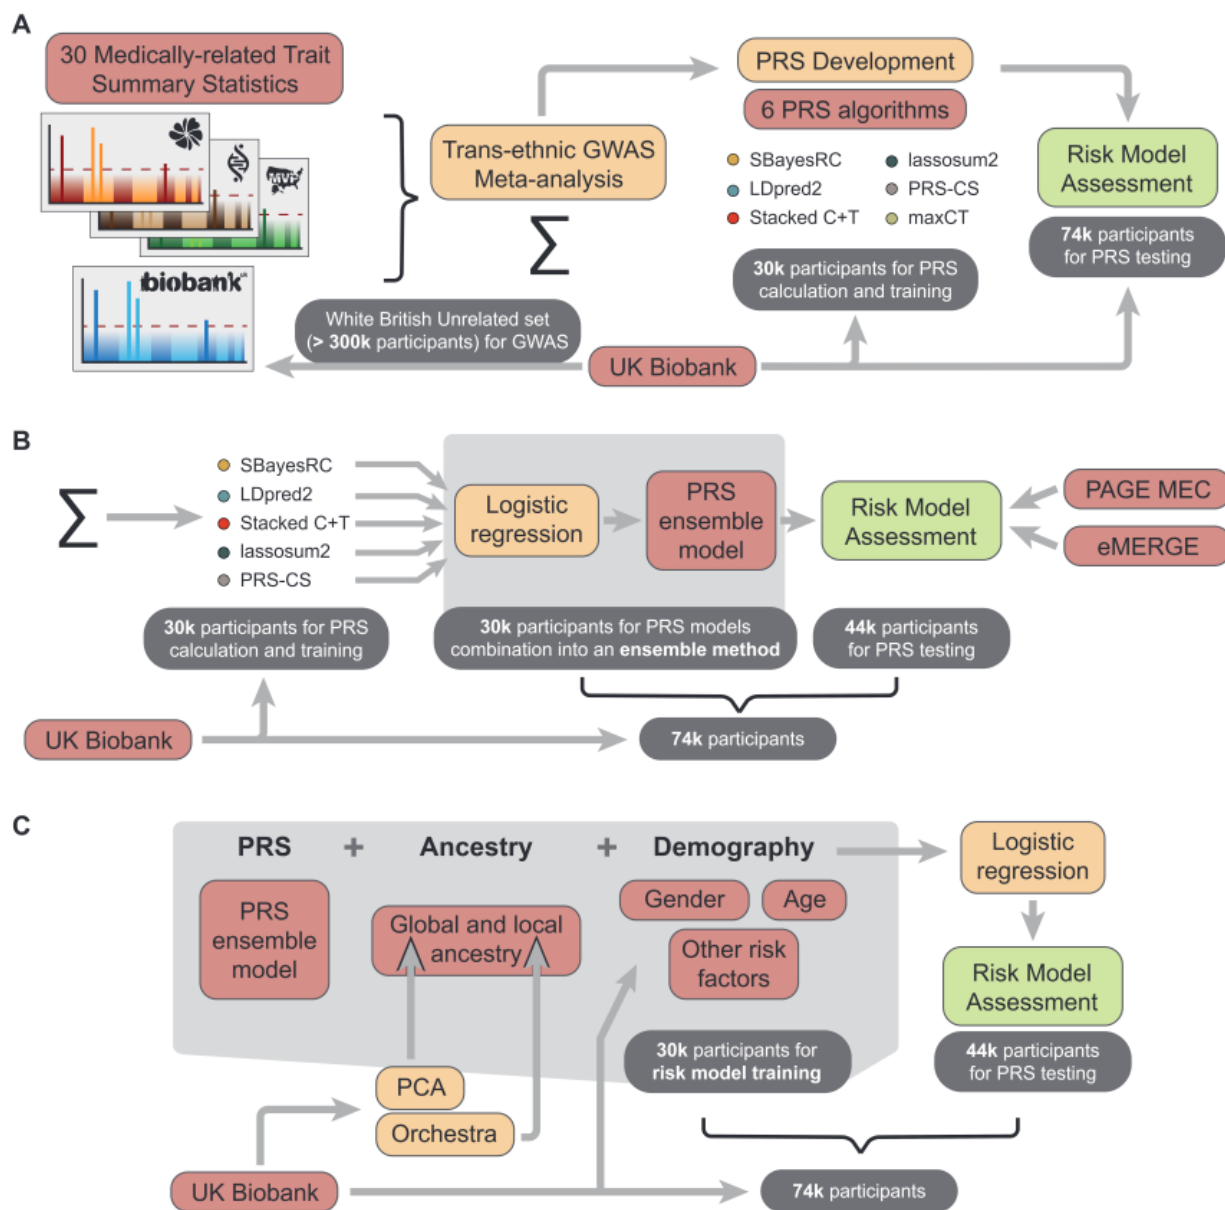 A
30 Medically-related Trait
Summary Statistics
MVP
biobank uk
Trans-ethnic GWAS
Meta-analysis
∑
White British Unrelated set
(> 300k participants) for GWAS
UK Biobank
PRS Development
6 PRS algorithms
SBayesRC
LDpred2
Stacked C+T
lassosum2
PRS-CS
maxCT
30k participants for PRS
calculation and training
Risk Model
Assessment
74k participants
for PRS testing
B
∑
SBayesRC
LDpred2
Stacked C+T
lassosum2
PRS-CS
Logistic
regression
PRS
ensemble
model
Risk Model
Assessment
PAGE MEC
eMERGE
30k participants for PRS
calculation and training
30k participants for PRS models
combination into an ensemble method
44k participants
for PRS testing
UK Biobank
74k participants
C
PRS + Ancestry + Demography
PRS
ensemble
model
Global and local
ancestry
Gender
Age
Other risk
factors
Logistic
regression
Risk Model
Assessment
30k participants for
risk model training
44k participants
for PRS testing
PCA
Orchestra
UK Biobank
74k participants